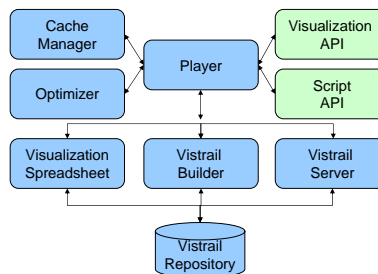 Cache
Manager
Visualization
API
Player
Optimizer
Script
API
Visualization
Spreadsheet
Vistrail
Builder
Vistrail
Server
Vistrail
Repository